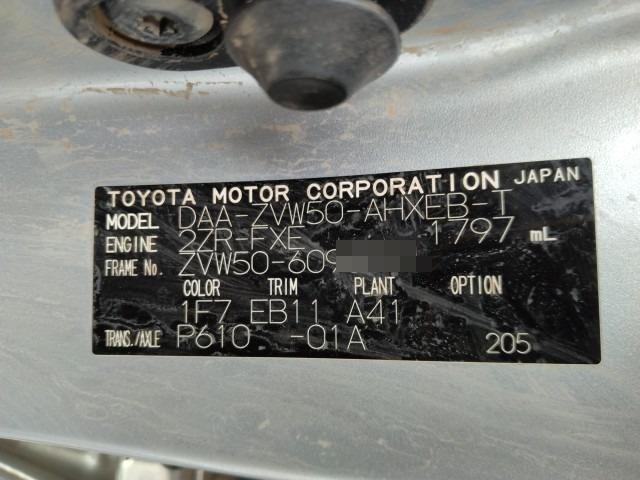 TOYOTA MOTOR CORPORATION JAPAN
MODEL DAA-ZVW50-AHXEB-T
ENGINE 2ZR-FXE 1797 mL
FRAME No. ZVW50-609
COLOR TRIM PLANT OPTION
1F7 EB11 A41
TRANS./AXLE P610 -01A 205